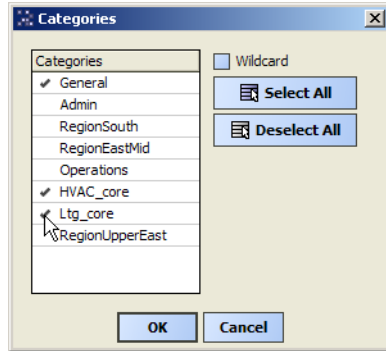 Categories
Categories
General
Admin
RegionSouth
RegionEastMid
Operations
HVAC_core
Ltg_core
RegionUpperEast
Wildcard
Select All
Deselect All
OK
Cancel